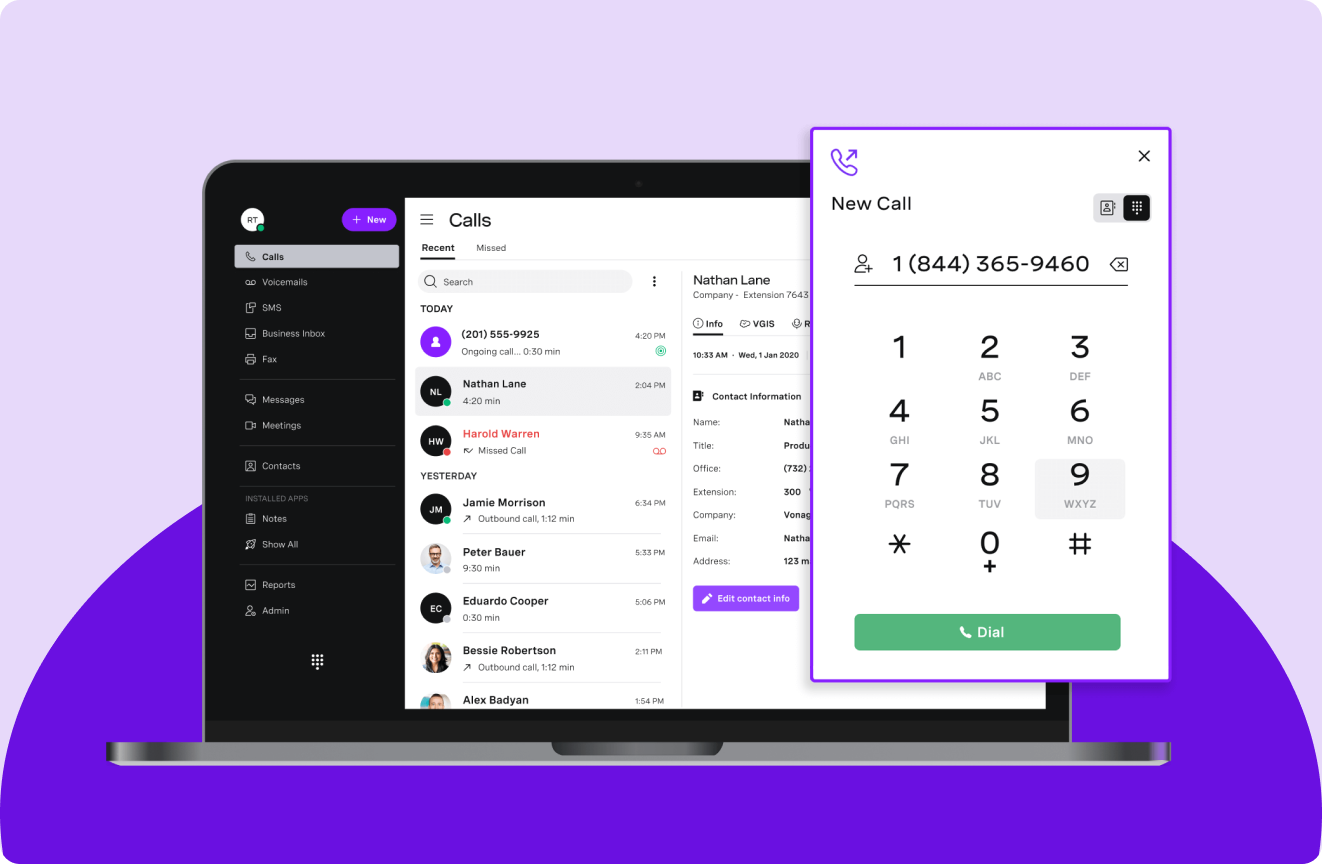 RT
+ New
Calls
Voicemails
SMS
Business Inbox
Fax
Messages
Meetings
Contacts
INSTALLED APPS
Notes
Show All
Reports
Admin
Calls
Recent Missed
Search
TODAY
(201) 555-9925 4:20 PM
Ongoing call... 0:30 min
NL
Nathan Lane 2:04 PM
4:20 min
HW
Harold Warren 9:35 AM
Missed Call
YESTERDAY
JM
Jamie Morrison 6:34 PM
Outbound call, 1:12 min
Peter Bauer 5:33 PM
9:30 min
EC
Eduardo Cooper 5:06 PM
0:30 min
Bessie Robertson 2:11 PM
Outbound call, 1:12 min
Alex Badyan 1:54 PM
Nathan Lane
Company - Extension 7643
Info VGIS R
10:33 AM · Wed, 1 Jan 2020
Contact Information
Name: Natha
Title: Produ
Office: (732)
Extension: 300
Company: Vonag
Email: Natha
Address: 123 m
Edit contact info
New Call
1 (844) 365-9460
1 2 3
ABC DEF
4 5 6
GHI JKL MNO
7 8 9
PQRS TUV WXYZ
* 0 #
+
Dial